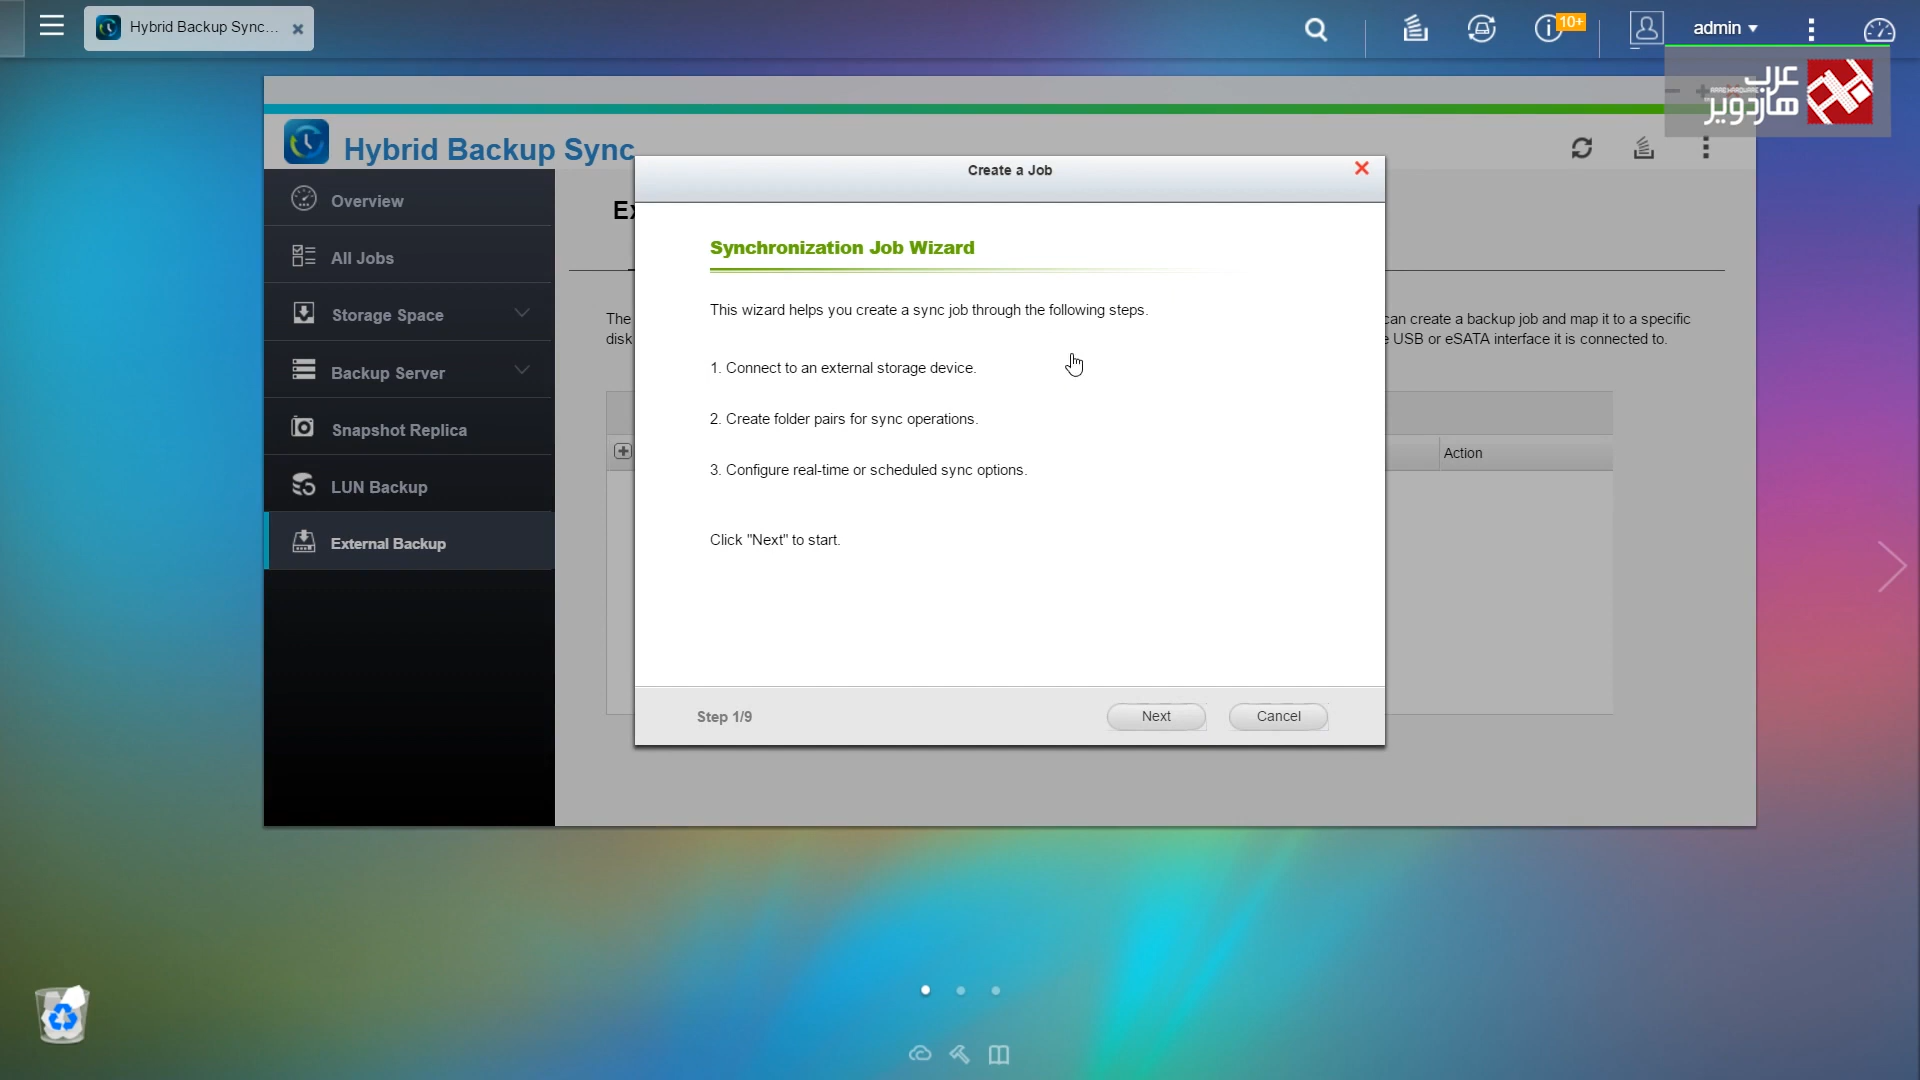 Hybrid Backup Sync...
10+
admin
عرب هاردوير
ARAB HARDWARE
Hybrid Backup Sync
Overview
All Jobs
Storage Space
Backup Server
Snapshot Replica
LUN Backup
External Backup
Create a Job
Synchronization Job Wizard
This wizard helps you create a sync job through the following steps.
1. Connect to an external storage device.
2. Create folder pairs for sync operations.
3. Configure real-time or scheduled sync options.
Click "Next" to start.
Step 1/9
Next
Cancel
The
can create a backup job and map it to a specific
disk
USB or eSATA interface it is connected to.
Action